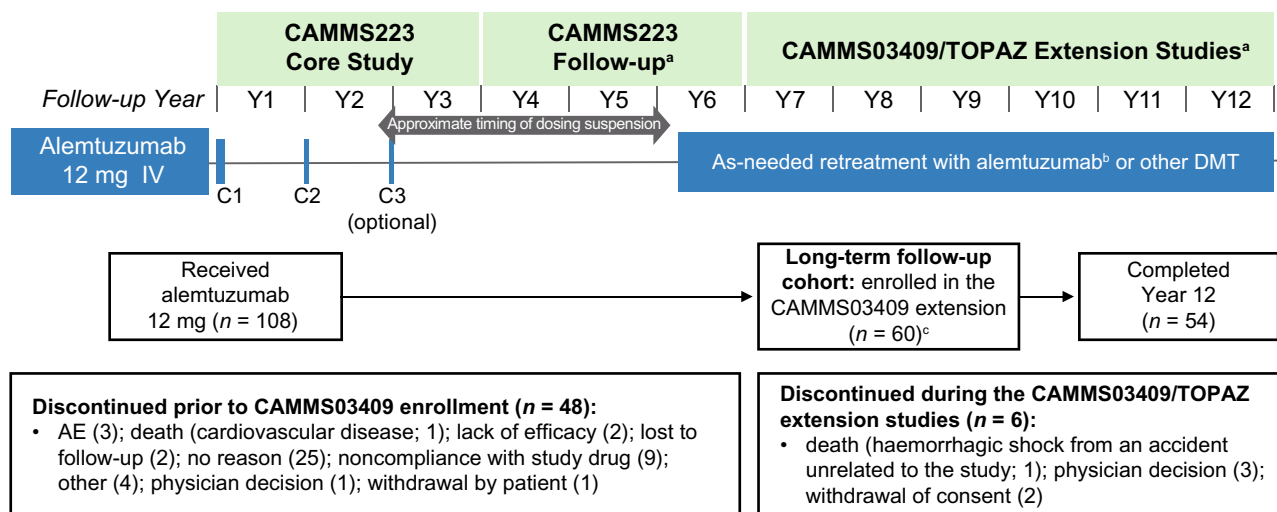 CAMMS223
Core Study
CAMMS223
Follow-upᵃ
CAMMS03409/TOPAZ Extension Studiesᵃ
Follow-up Year Y1 Y2 Y3 Y4 Y5 Y6 Y7 Y8 Y9 Y10 Y11 Y12
Approximate timing of dosing suspension
Alemtuzumab
12 mg IV
As-needed retreatment with alemtuzumabᵇ or other DMT
C1 C2 C3
(optional)
Received
alemtuzumab
12 mg (n = 108)
Long-term follow-up
cohort: enrolled in the
CAMMS03409 extension
(n = 60)ᶜ
Completed
Year 12
(n = 54)
Discontinued prior to CAMMS03409 enrollment (n = 48):
• AE (3); death (cardiovascular disease; 1); lack of efficacy (2); lost to
follow-up (2); no reason (25); noncompliance with study drug (9);
other (4); physician decision (1); withdrawal by patient (1)
Discontinued during the CAMMS03409/TOPAZ
extension studies (n = 6):
• death (haemorrhagic shock from an accident
unrelated to the study; 1); physician decision (3);
withdrawal of consent (2)